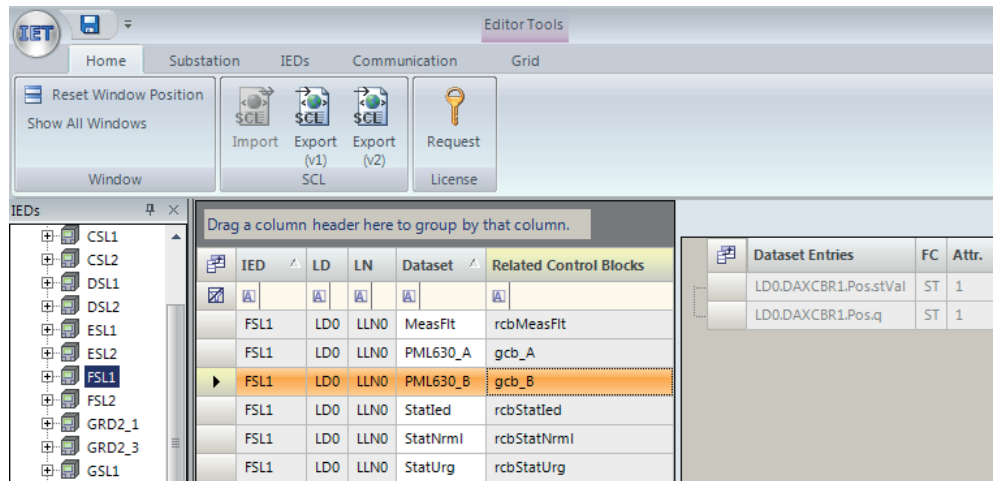 IET
Editor Tools
Home Substation IEDs Communication Grid
Reset Window Position
Show All Windows
Window
SCL SCL SCL
Import Export (v1) Export (v2)
SCL
Request
License
IEDs
CSL1
CSL2
DSL1
DSL2
ESL1
ESL2
FSL1
FSL2
GRD2_1
GRD2_3
GSL1
Drag a column header here to group by that column.
IED LD LN Dataset Related Control Blocks
A A A A A
FSL1 LD0 LLN0 MeasFlt rcbMeasFlt
FSL1 LD0 LLN0 PML630_A gcb_A
FSL1 LD0 LLN0 PML630_B gcb_B
FSL1 LD0 LLN0 StatIed rcbStatIed
FSL1 LD0 LLN0 StatNrml rcbStatNrml
FSL1 LD0 LLN0 StatUrg rcbStatUrg
Dataset Entries FC Attr.
LD0.DAXCBR1.Pos.stVal ST 1
LD0.DAXCBR1.Pos.q ST 1